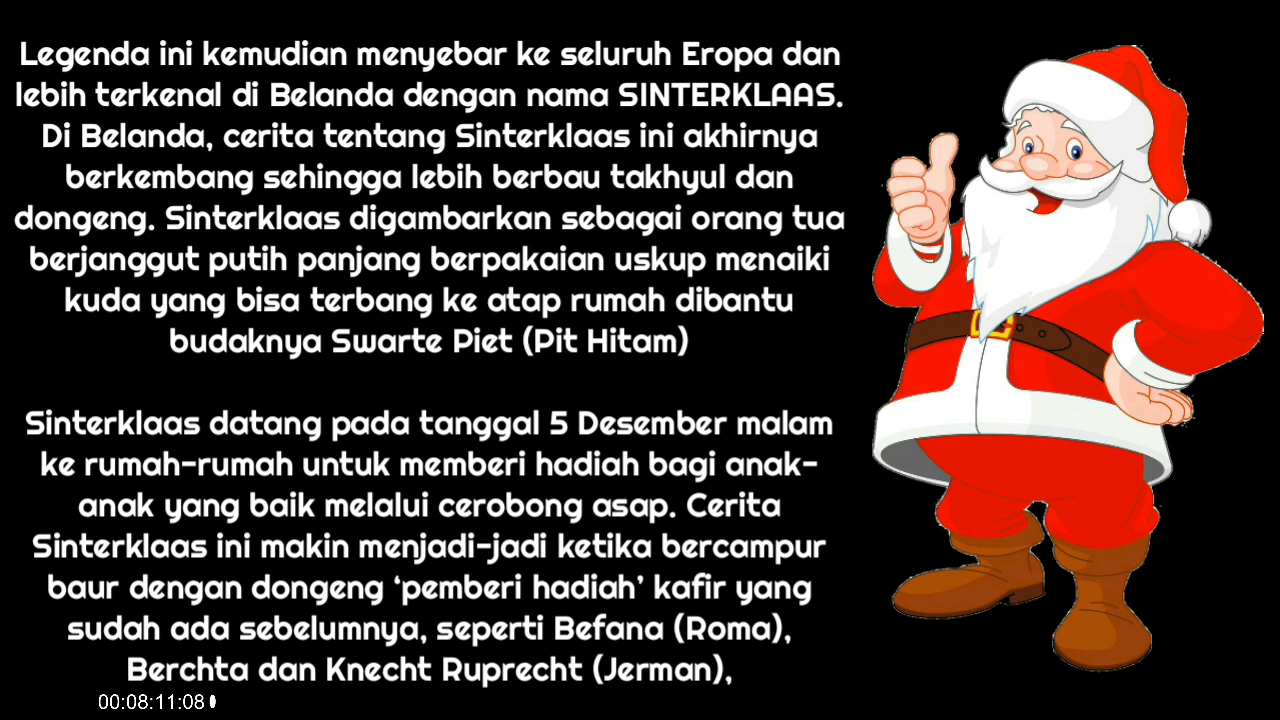 Legenda ini kemudian menyebar ke seluruh Eropa dan
lebih terkenal di Belanda dengan nama SINTERKLAAS.
Di Belanda, cerita tentang Sinterklaas ini akhirnya
berkembang sehingga lebih berbau takhyul dan
dongeng. Sinterklaas digambarkan sebagai orang tua
berjanggut putih panjang berpakaian uskup menaiki
kuda yang bisa terbang ke atap rumah dibantu
budaknya Swarte Piet (Pit Hitam)
Sinterklaas datang pada tanggal 5 Desember malam
ke rumah-rumah untuk memberi hadiah bagi anak-
anak yang baik melalui cerobong asap. Cerita
Sinterklaas ini makin menjadi-jadi ketika bercampur
baur dengan dongeng ‘pemberi hadiah’ kafir yang
sudah ada sebelumnya, seperti Befana (Roma),
Berchta dan Knecht Ruprecht (Jerman),
00:08:11:08